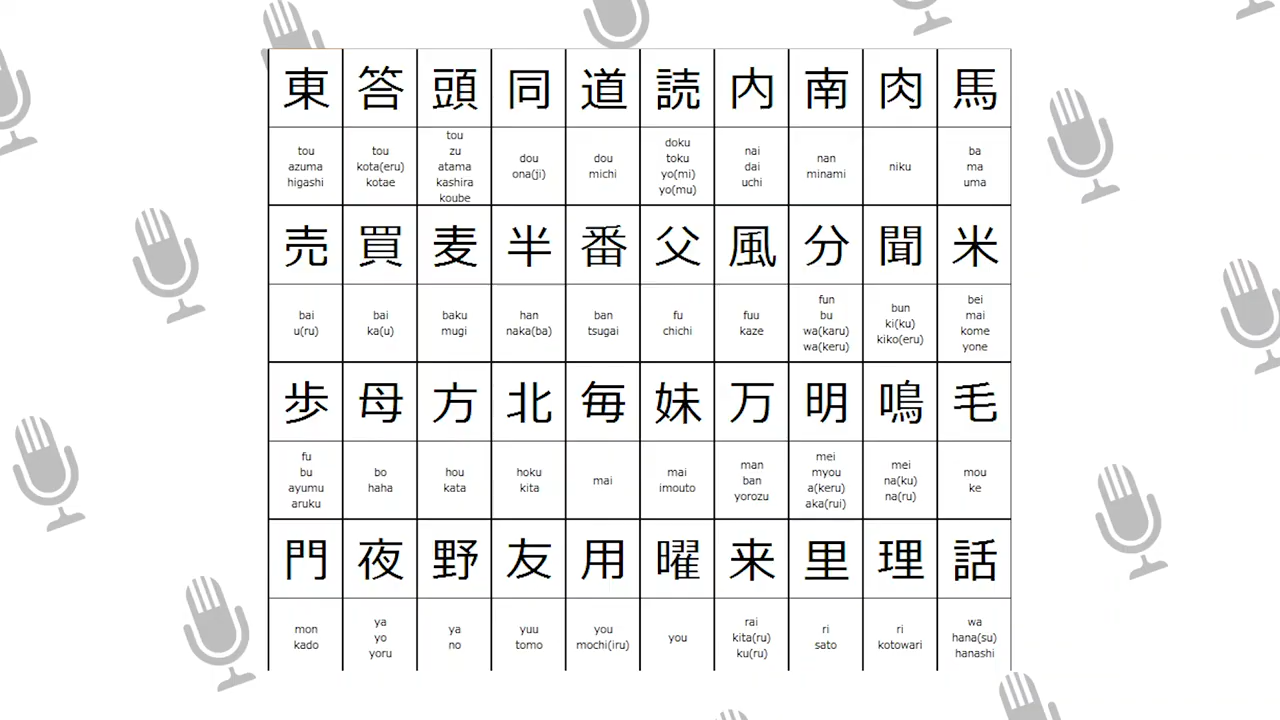 東 答 頭 同 道 読 内 南 肉 馬
tou azuma higashi
tou kota(eru) kotae
tou zu atama kashira koube
dou ona(ji)
dou michi
doku toku yo(mi) yo(mu)
nai dai uchi
nan minami
niku
ba ma uma
売 買 麦 半 番 父 風 分 聞 米
bai u(ru)
bai ka(u)
baku mugi
han naka(ba)
ban tsugai
fu chichi
fuu kaze
fun bu wa(karu) wa(keru)
bun ki(ku) kiko(eru)
bei mai kome yone
歩 母 方 北 毎 妹 万 明 鳴 毛
fu bu ayumu aruku
bo haha
hou kata
hoku kita
mai
mai imouto
man ban yorozu
mei myou a(keru) aka(rui)
mei na(ku) na(ru)
mou ke
門 夜 野 友 用 曜 来 里 理 話
mon kado
ya yo yoru
ya no
yuu tomo
you mochi(iru)
you
rai kita(ru) ku(ru)
ri sato
ri kotowari
wa hana(su) hanashi